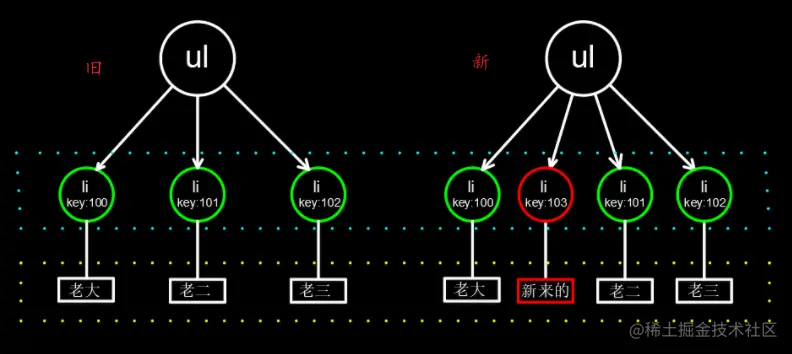 ul
ul
旧
新
li
key:100
li
key:101
li
key:102
li
key:100
li
key:103
li
key:101
li
key:102
老大
老二
老三
老大
新来的
老二
老三
@稀土掘金技术社区